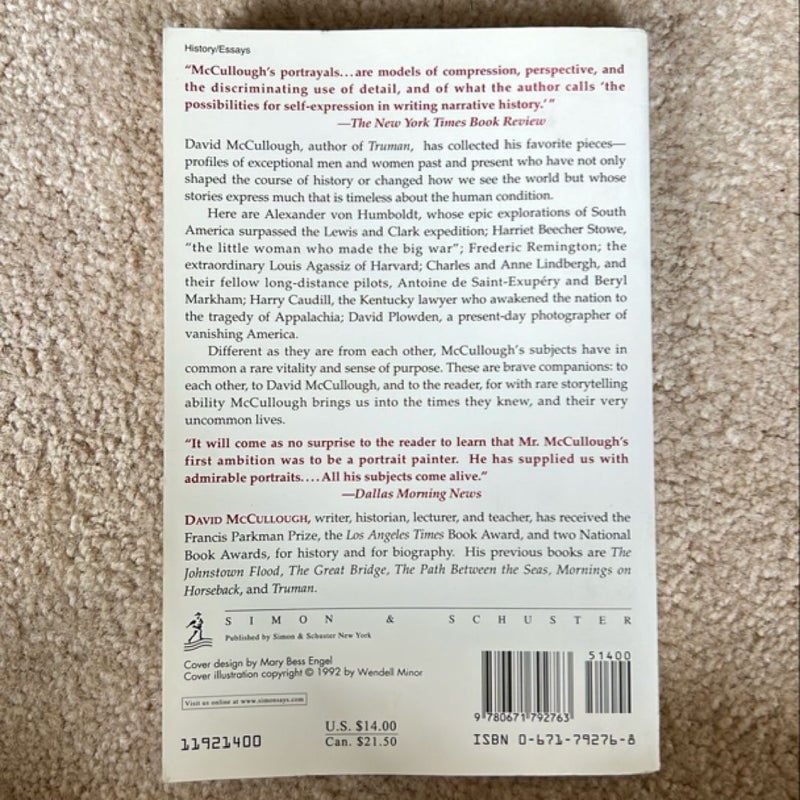 History/Essays
"McCullough's portrayals...are models of compression, perspective, and
the discriminating use of detail, and of what the author calls 'the
possibilities for self-expression in writing narrative history.'"
—The New York Times Book Review
David McCullough, author of Truman, has collected his favorite pieces—
profiles of exceptional men and women past and present who have not only
shaped the course of history or changed how we see the world but whose
stories express much that is timeless about the human condition.
Here are Alexander von Humboldt, whose epic explorations of South
America surpassed the Lewis and Clark expedition; Harriet Beecher Stowe,
"the little woman who made the big war"; Frederic Remington; the
extraordinary Louis Agassiz of Harvard; Charles and Anne Lindbergh, and
their fellow long-distance pilots, Antoine de Saint-Exupéry and Beryl
Markham; Harry Caudill, the Kentucky lawyer who awakened the nation to
the tragedy of Appalachia; David Plowden, a present-day photographer of
vanishing America.
Different as they are from each other, McCullough's subjects have in
common a rare vitality and sense of purpose. These are brave companions: to
each other, to David McCullough, and to the reader, for with rare storytelling
ability McCullough brings us into the times they knew, and their very
uncommon lives.
"It will come as no surprise to the reader to learn that Mr. McCullough's
first ambition was to be a portrait painter. He has supplied us with
admirable portraits....All his subjects come alive."
—Dallas Morning News
DAVID MCCULLOUGH, writer, historian, lecturer, and teacher, has received the
Francis Parkman Prize, the Los Angeles Times Book Award, and two National
Book Awards, for history and for biography. His previous books are The
Johnstown Flood, The Great Bridge, The Path Between the Seas, Mornings on
Horseback, and Truman.
SIMON & SCHUSTER
Published by Simon & Schuster New York
Cover design by Mary Bess Engel
Cover illustration copyright © 1992 by Wendell Minor
Visit us online at www.simonsays.com
51400
9 780671 792763
11921400
U.S. $14.00
Can. $21.50
ISBN 0-671-79276-8